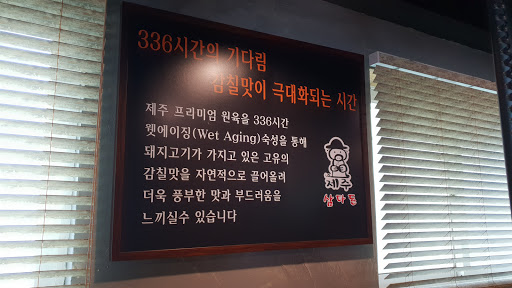 336시간의 기다림
감칠맛이 극대화되는 시간
제주 프리미엄 원육을 336시간
웻에이징(Wet Aging)숙성을 통해
돼지고기가 가지고 있은 고유의
감칠맛을 자연적으로 끌어올려
더욱 풍부한 맛과 부드러움을
느끼실수 있습니다
제주
삼다돈